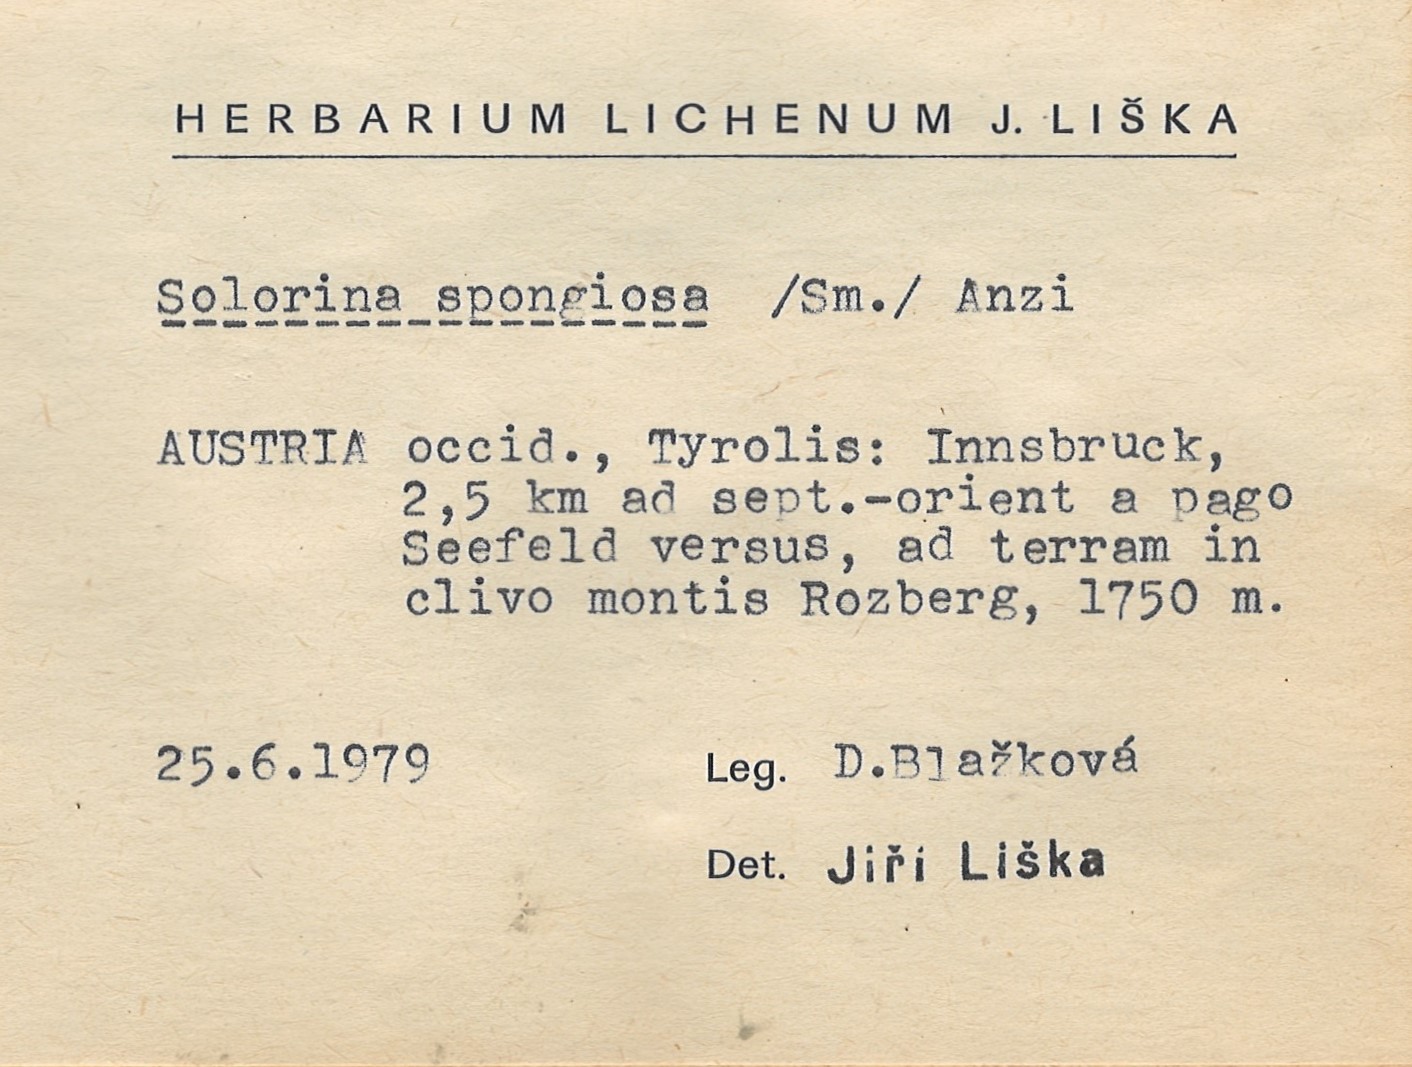 HERBARIUM LICHENUM J. LIŠKA
Solorina spongiosa /Sm./ Anzi
AUSTRIA occid., Tyrolis: Innsbruck,
2,5 km ad sept.-orient a pago
Seefeld versus, ad terram in
clivo montis Rozberg, 1750 m.
25.6.1979 Leg. D.Blažková
Det. Jiří Liška